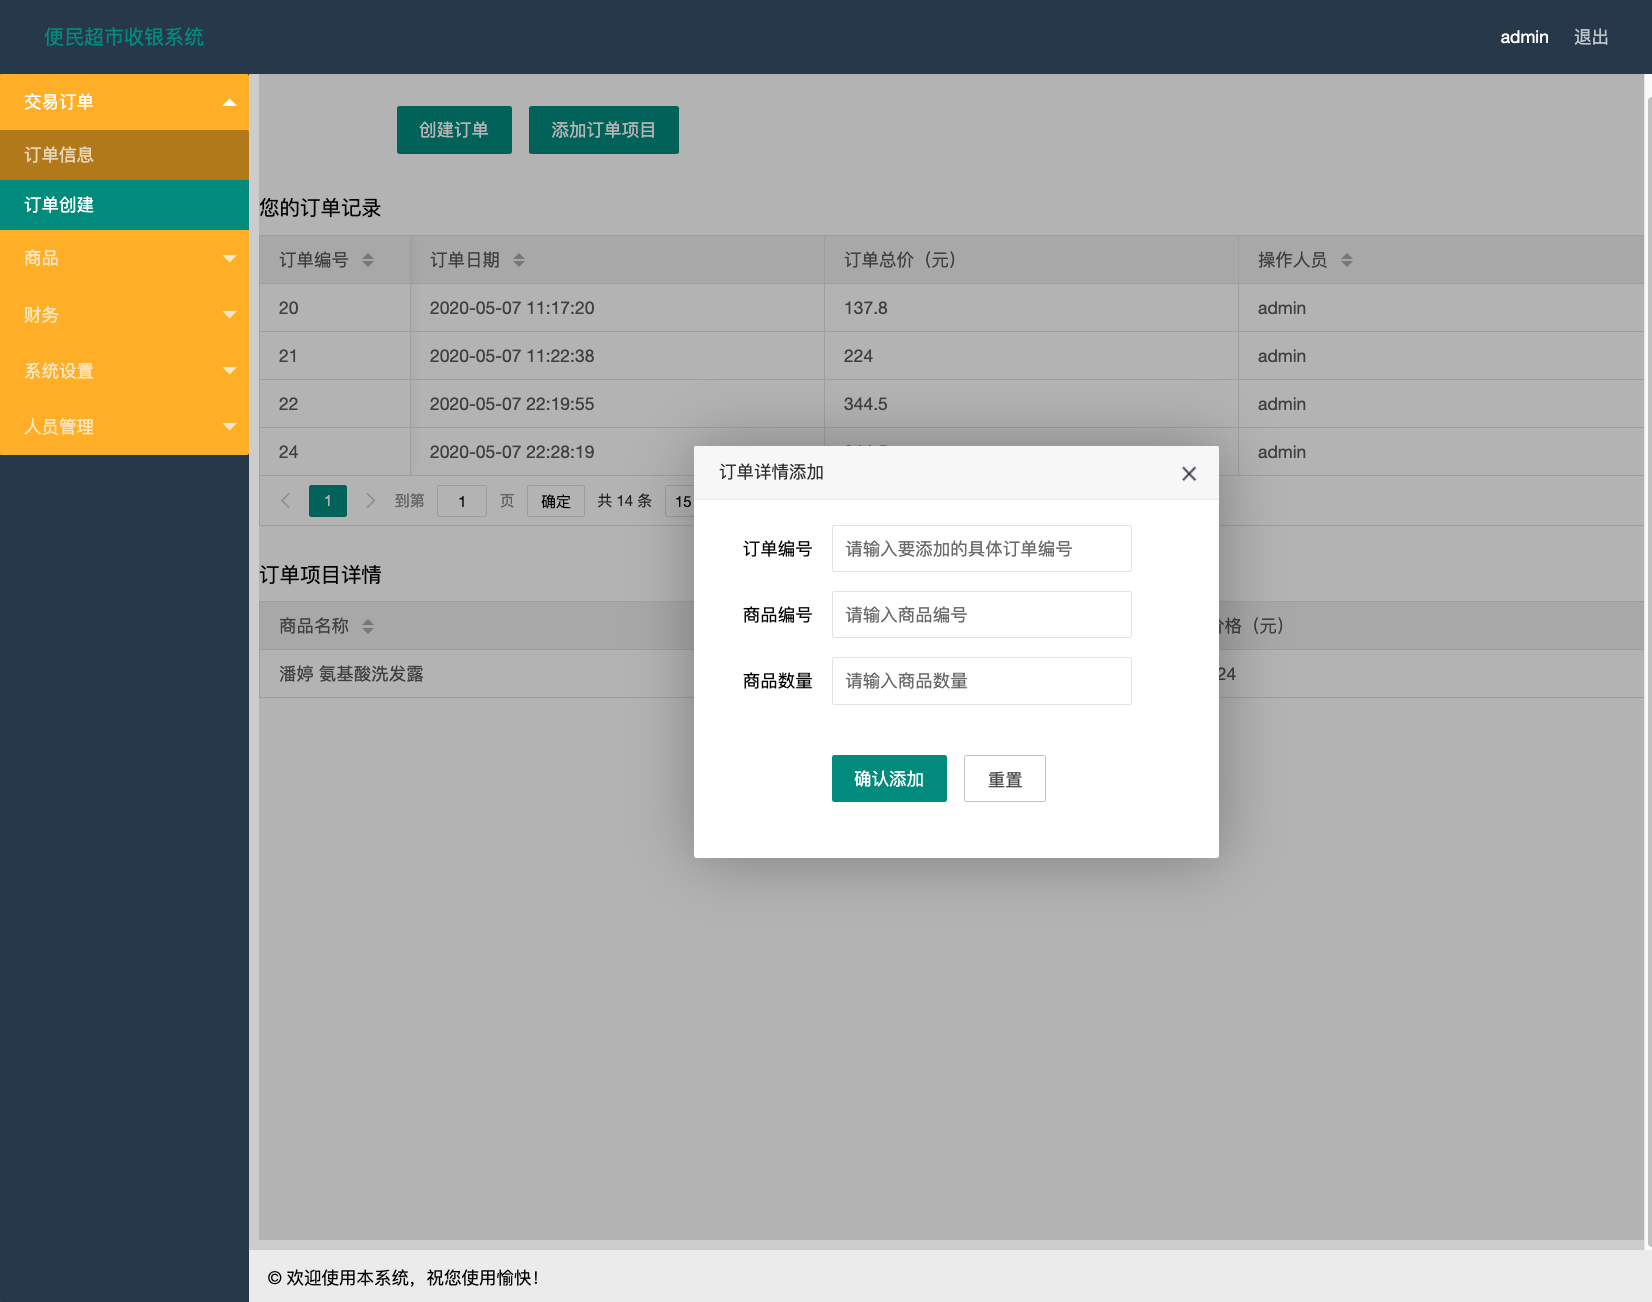 便民超市收银系统
admin 退出
交易订单
订单信息
订单创建
商品
财务
系统设置
人员管理
创建订单 添加订单项目
您的订单记录
订单编号 订单日期 订单总价（元） 操作人员
20 2020-05-07 11:17:20 137.8 admin
21 2020-05-07 11:22:38 224 admin
22 2020-05-07 22:19:55 344.5 admin
24 2020-05-07 22:28:19 admin
1 到第 1 页 确定 共 14 条 15
订单项目详情
商品名称 格（元）
潘婷 氨基酸洗发露 24
订单详情添加
订单编号 请输入要添加的具体订单编号
商品编号 请输入商品编号
商品数量 请输入商品数量
确认添加 重置
© 欢迎使用本系统，祝您使用愉快！